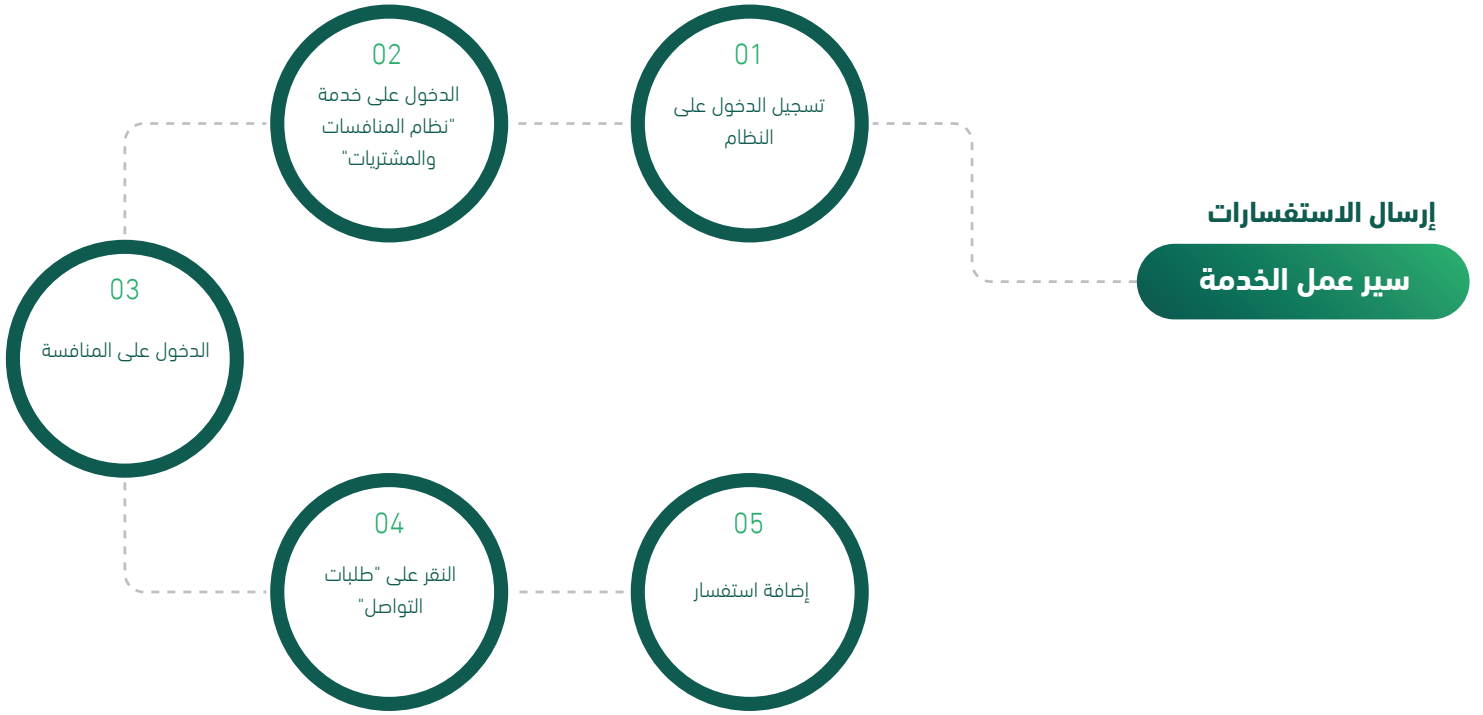 إرسال الاستفسارات
سير عمل الخدمة
01
تسجيل الدخول على
النظام
02
الدخول على خدمة
"نظام المنافسات
والمشتريات"
03
الدخول على المنافسة
04
النقر على "طلبات
التواصل"
05
إضافة استفسار